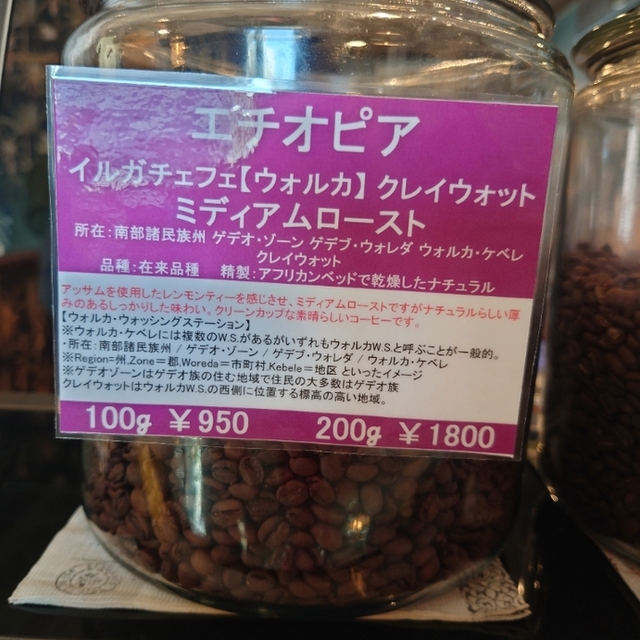 エチオピア
イルガチェフェ【ウォルカ】 クレイウォット
ミディアムロースト
所在：南部諸民族州 ゲデオ・ゾーン ゲデブ・ウォレダ ウォルカ・ケベレ
クレイウォット
品種：在来品種 精製：アフリカンベッドで乾燥したナチュラル
アッサムを使用したレンモンティーを感じさせ、ミディアムローストですがナチュラルらしい厚
みのあるしっかりした味わい。クリーンカップな素晴らしいコーヒーです。
【ウォルカ・ウォッシングステーション】
※ウォルカ・ケベレには複数のW.S.があるがいずれもウォルカW.Sと呼ぶことが一般的。
・所在：南部諸民族州 / ゲデオ・ゾーン / ゲデブ・ウォレダ / ウォルカ・ケベレ
※Region=州,Zone=郡,Woreda=市町村,Kebele=地区 といったイメージ
※ゲデオゾーンはゲデオ族の住む地域で住民の大多数はゲデオ族
クレイウォットはウォルカW.S.の西側に位置する標高の高い地域。
100g ￥950 200g ￥1800